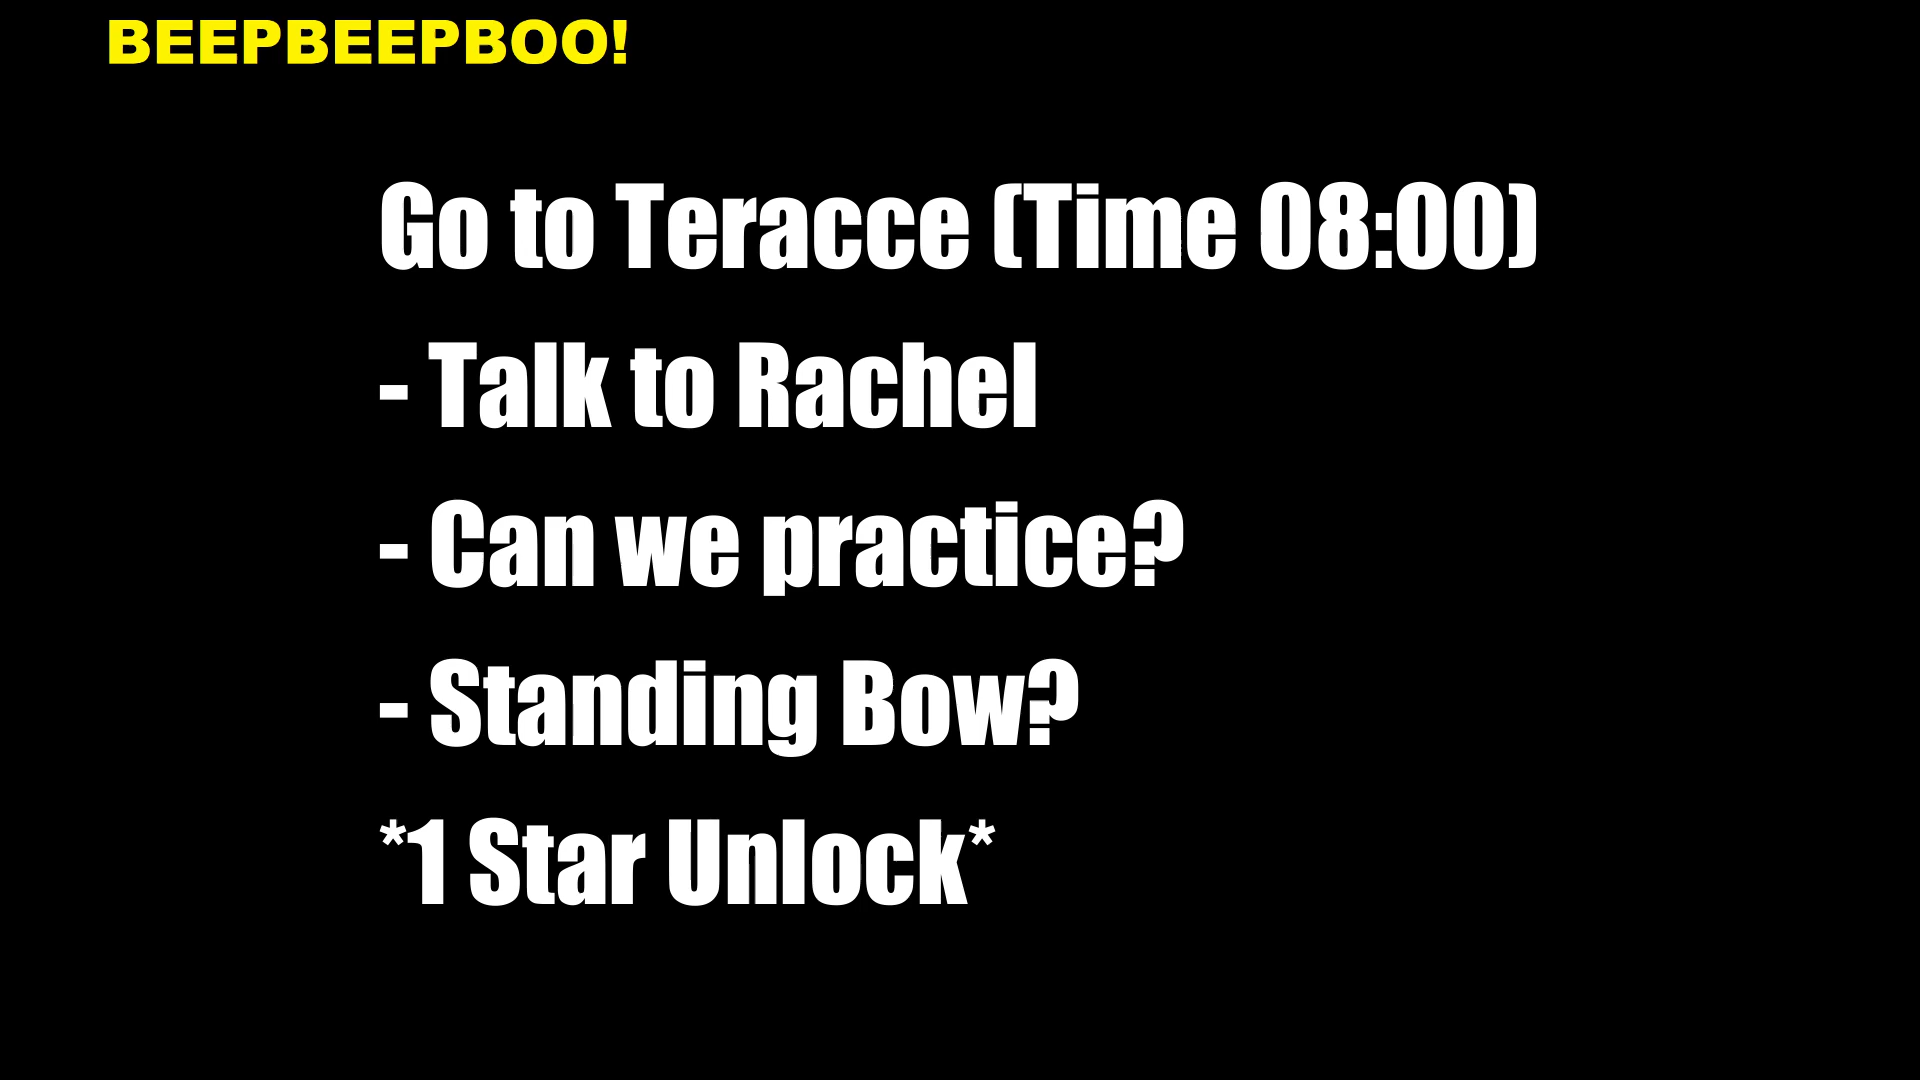 BEEPBEEPBOO!
Go to Teracce (Time 08:00)
- Talk to Rachel
- Can we practice?
- Standing Bow?
*1 Star Unlock*